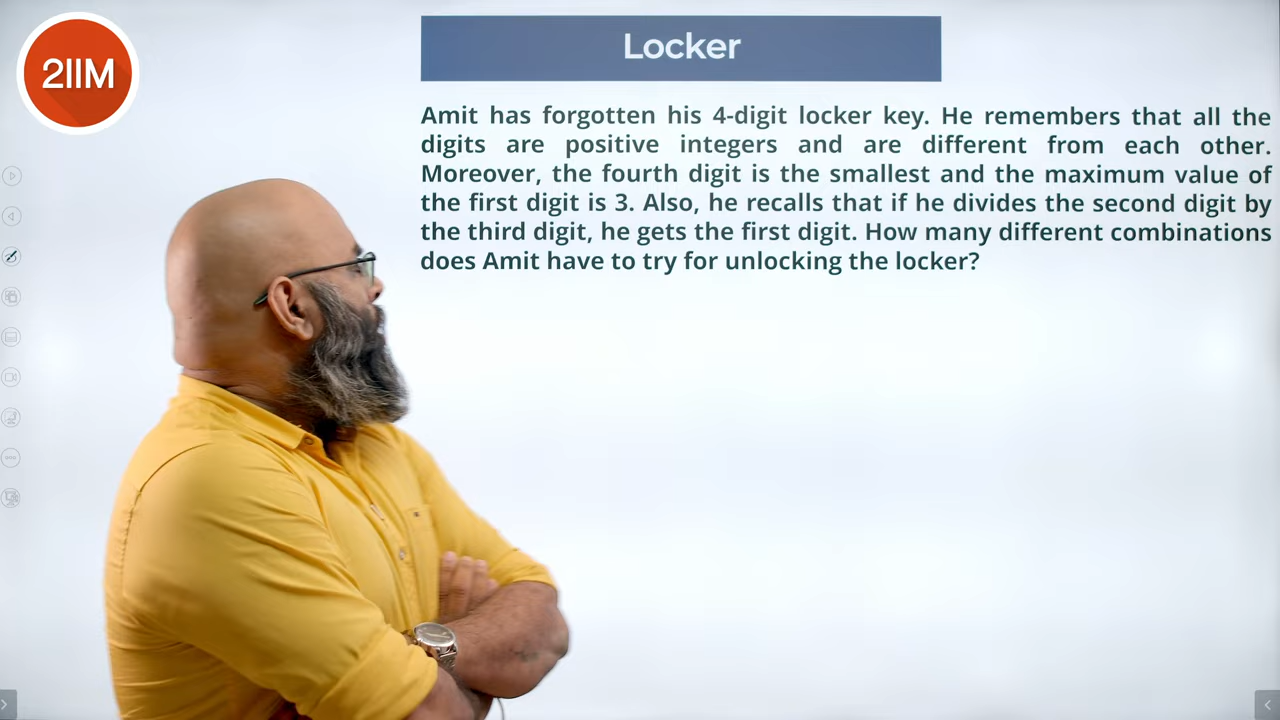 2IIM
Locker
Amit has forgotten his 4-digit locker key. He remembers that all the
digits are positive integers and are different from each other.
Moreover, the fourth digit is the smallest and the maximum value of
the first digit is 3. Also, he recalls that if he divides the second digit by
the third digit, he gets the first digit. How many different combinations
does Amit have to try for unlocking the locker?